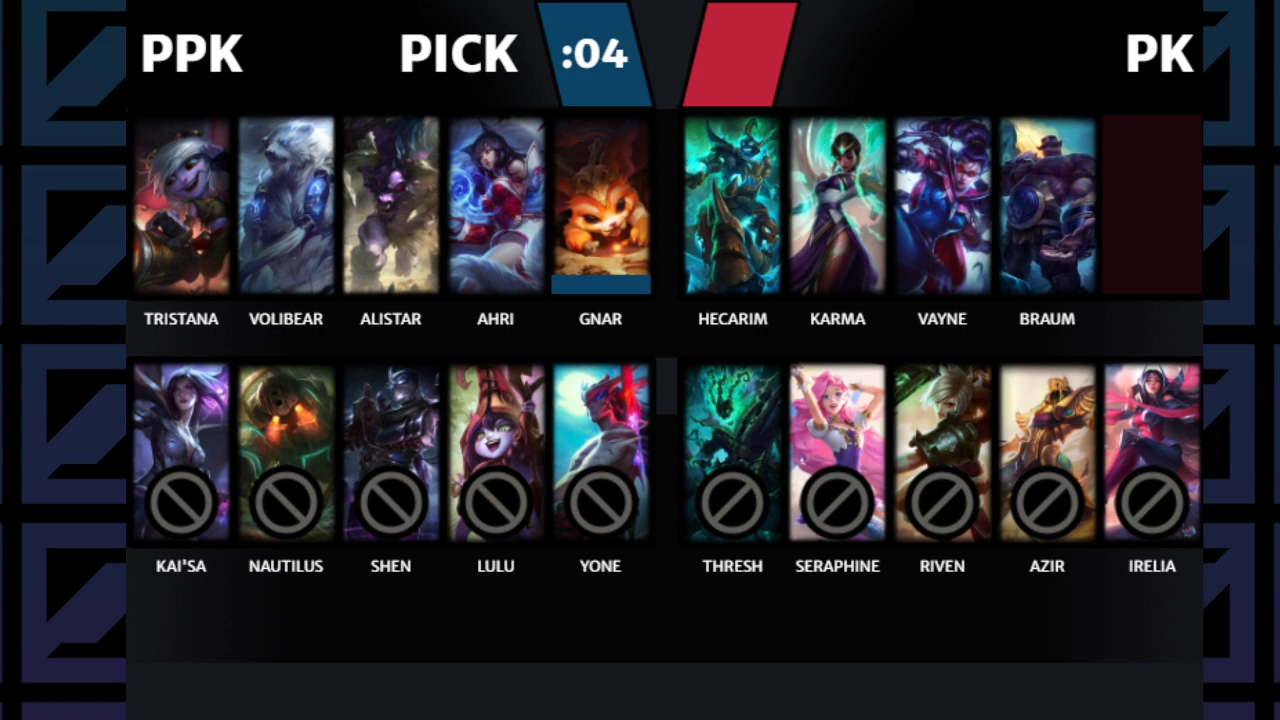 PPK PICK :04 PK
TRISTANA VOLIBEAR ALISTAR AHRI GNAR HECARIM KARMA VAYNE BRAUM
KAI'SA NAUTILUS SHEN LULU YONE THRESH SERAPHINE RIVEN AZIR IRELIA